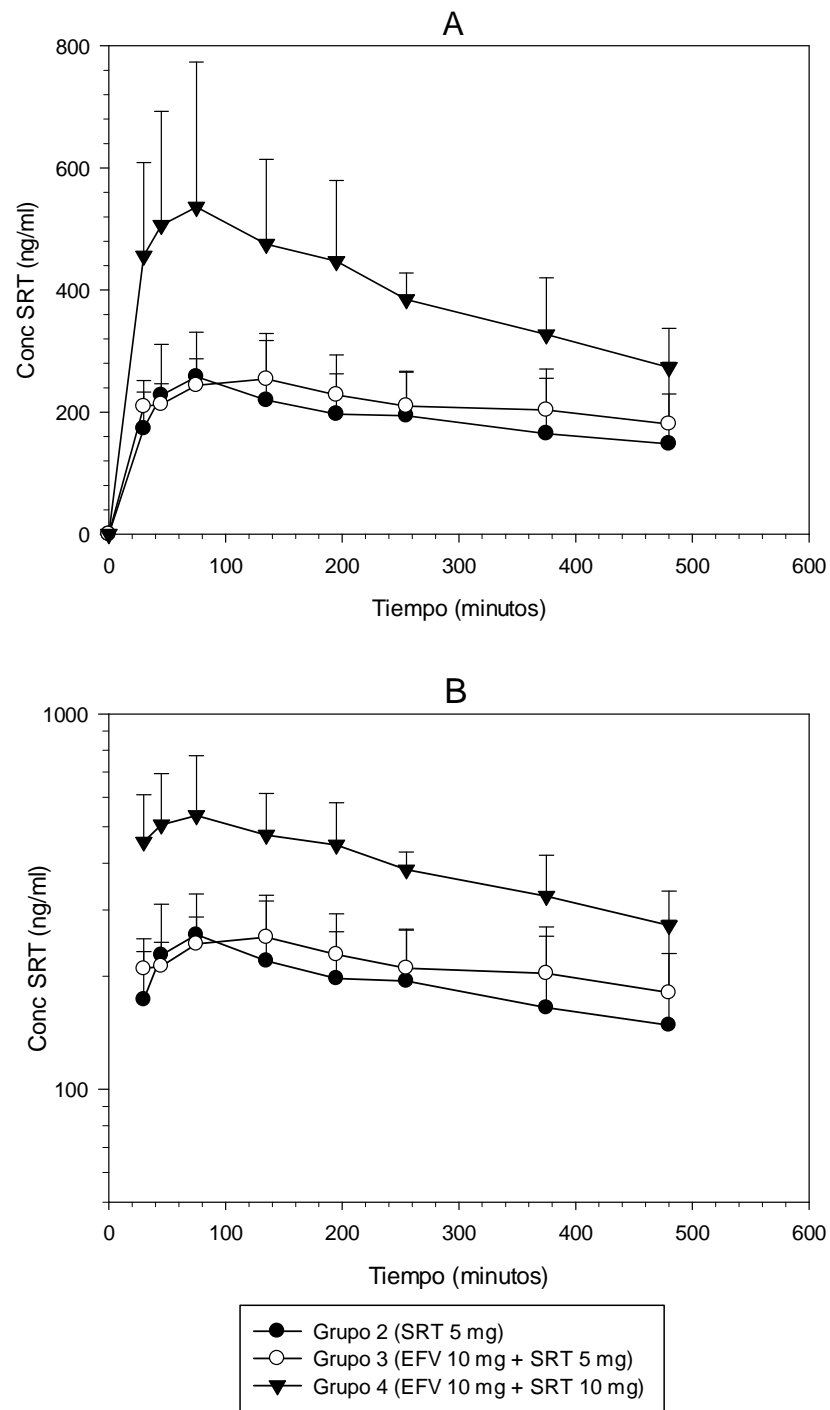 A
800
600
400
200
0
Conc SRT (ng/ml)
0 100 200 300 400 500 600
Tiempo (minutos)
B
1000
100
Conc SRT (ng/ml)
0 100 200 300 400 500 600
Tiempo (minutos)
Grupo 2 (SRT 5 mg)
Grupo 3 (EFV 10 mg + SRT 5 mg)
Grupo 4 (EFV 10 mg + SRT 10 mg)